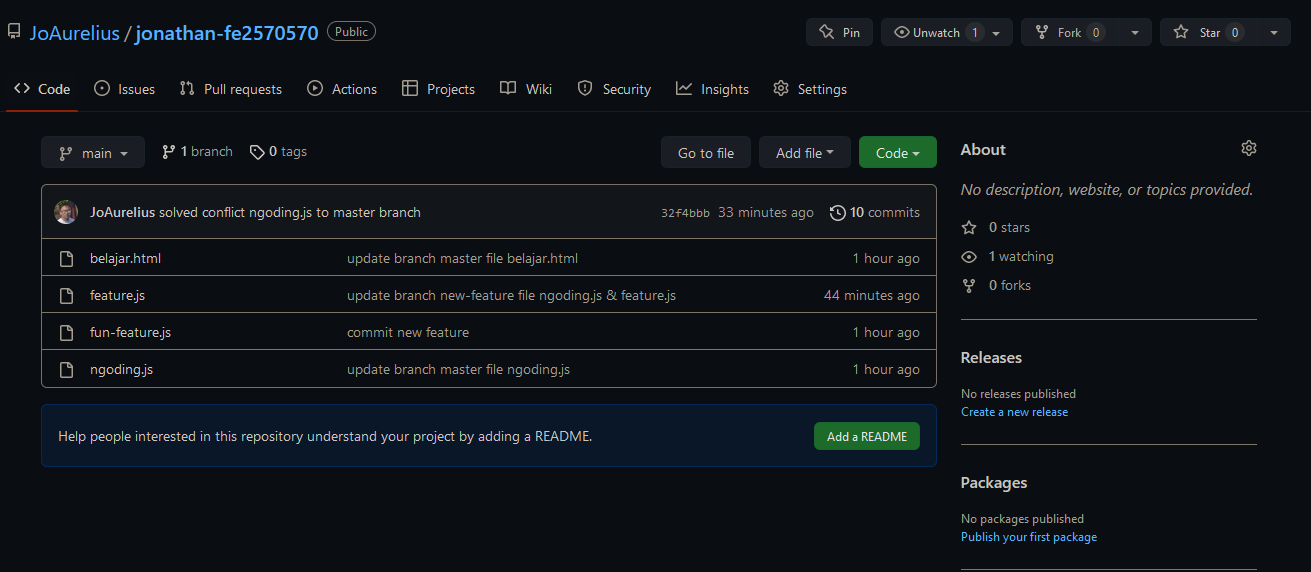 JoAurelius / jonathan-fe2570570 Public
Pin
Unwatch 1
Fork 0
Star 0
Code
Issues
Pull requests
Actions
Projects
Wiki
Security
Insights
Settings
main
1 branch
0 tags
Go to file
Add file
Code
JoAurelius solved conflict ngoding.js to master branch 32f4bbb 33 minutes ago 10 commits
belajar.html update branch master file belajar.html 1 hour ago
feature.js update branch new-feature file ngoding.js & feature.js 44 minutes ago
fun-feature.js commit new feature 1 hour ago
ngoding.js update branch master file ngoding.js 1 hour ago
Help people interested in this repository understand your project by adding a README.
Add a README
About
No description, website, or topics provided.
0 stars
1 watching
0 forks
Releases
No releases published
Create a new release
Packages
No packages published
Publish your first package